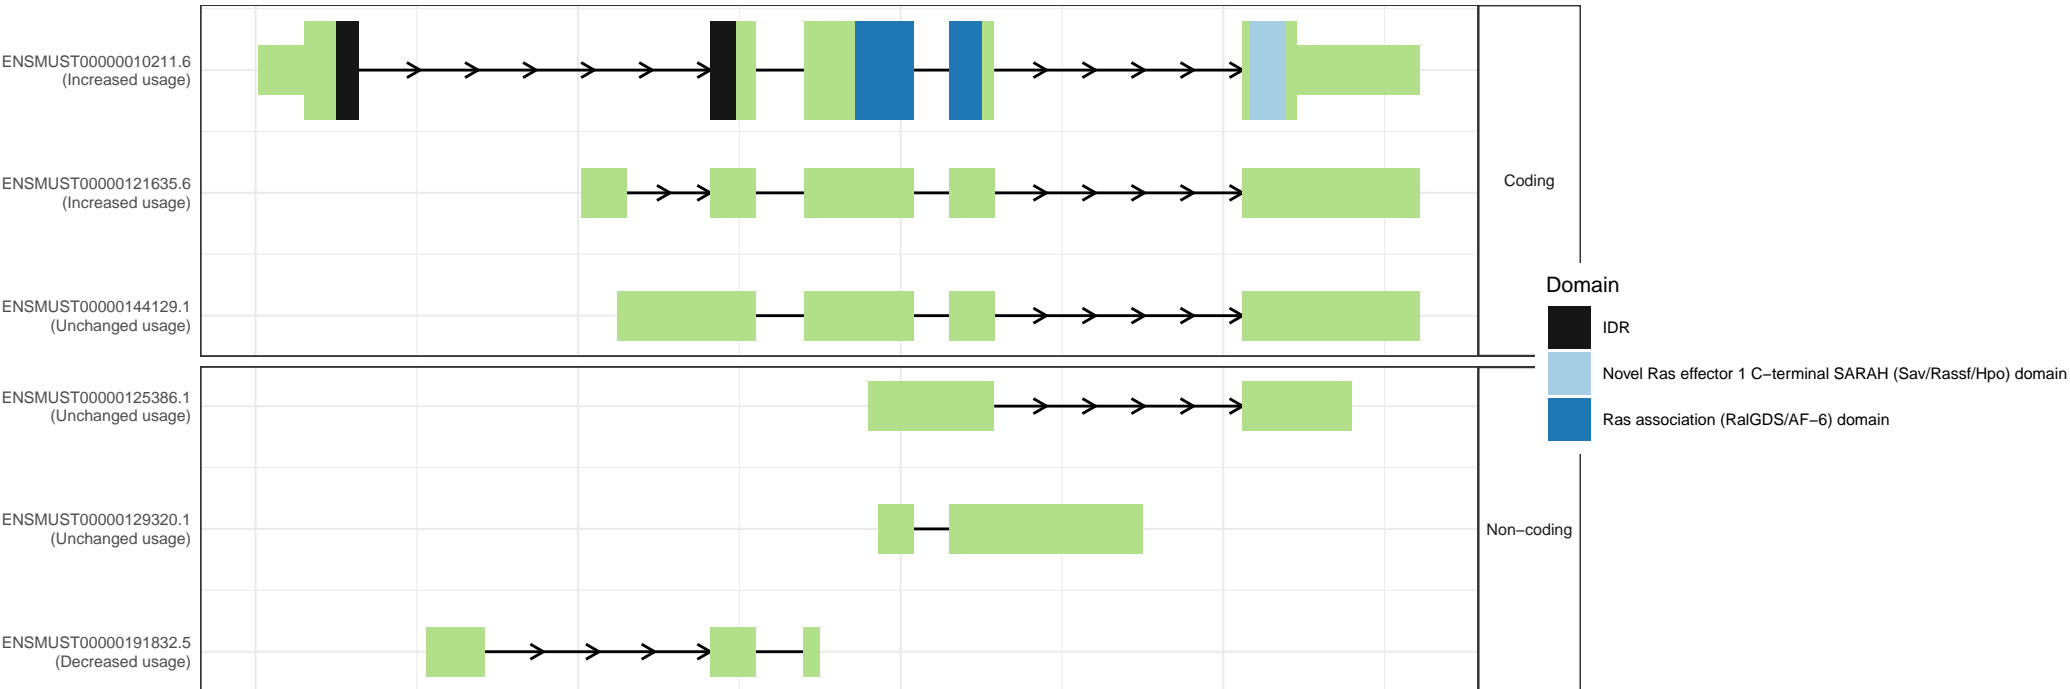 ENSMUST00000010211.6
(Increased usage)
ENSMUST00000121635.6
(Increased usage)
ENSMUST00000144129.1
(Unchanged usage)
Coding
ENSMUST00000125386.1
(Unchanged usage)
ENSMUST00000129320.1
(Unchanged usage)
ENSMUST00000191832.5
(Decreased usage)
Non−coding
Domain
IDR
Novel Ras effector 1 C−terminal SARAH (Sav/Rassf/Hpo) domain
Ras association (RalGDS/AF−6) domain